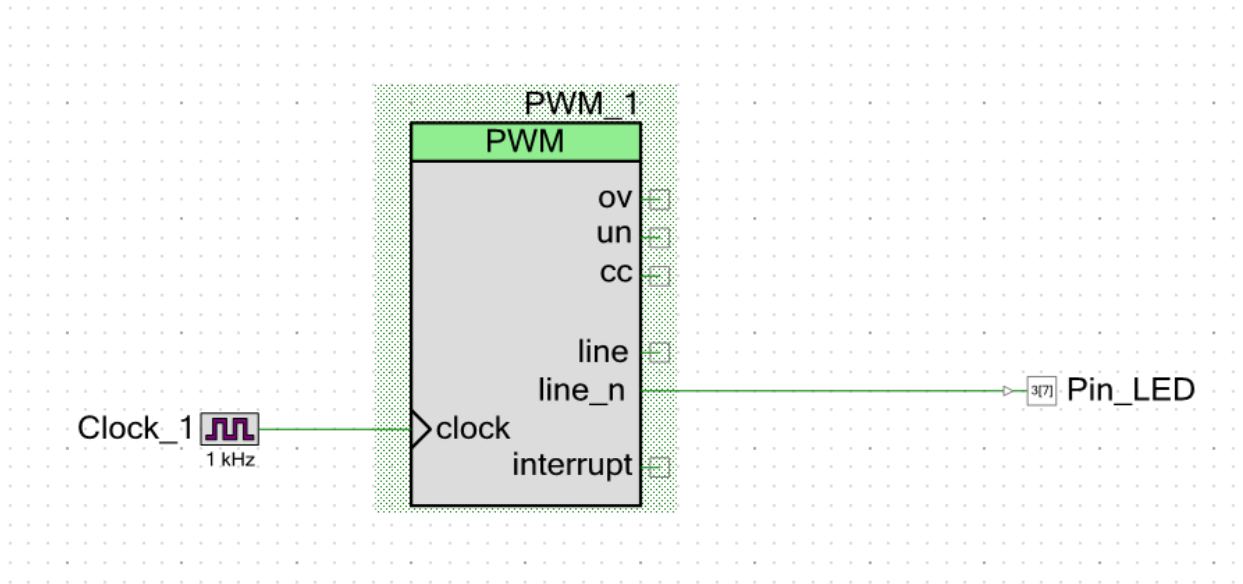 PWM_1
PWM
ov
un
cc
line
line_n
3[7] Pin_LED
Clock_1
clock
1 kHz
interrupt